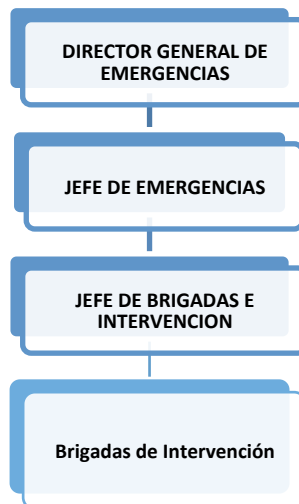 DIRECTOR GENERAL DE
EMERGENCIAS
JEFE DE EMERGENCIAS
JEFE DE BRIGADAS E
INTERVENCION
Brigadas de Intervención